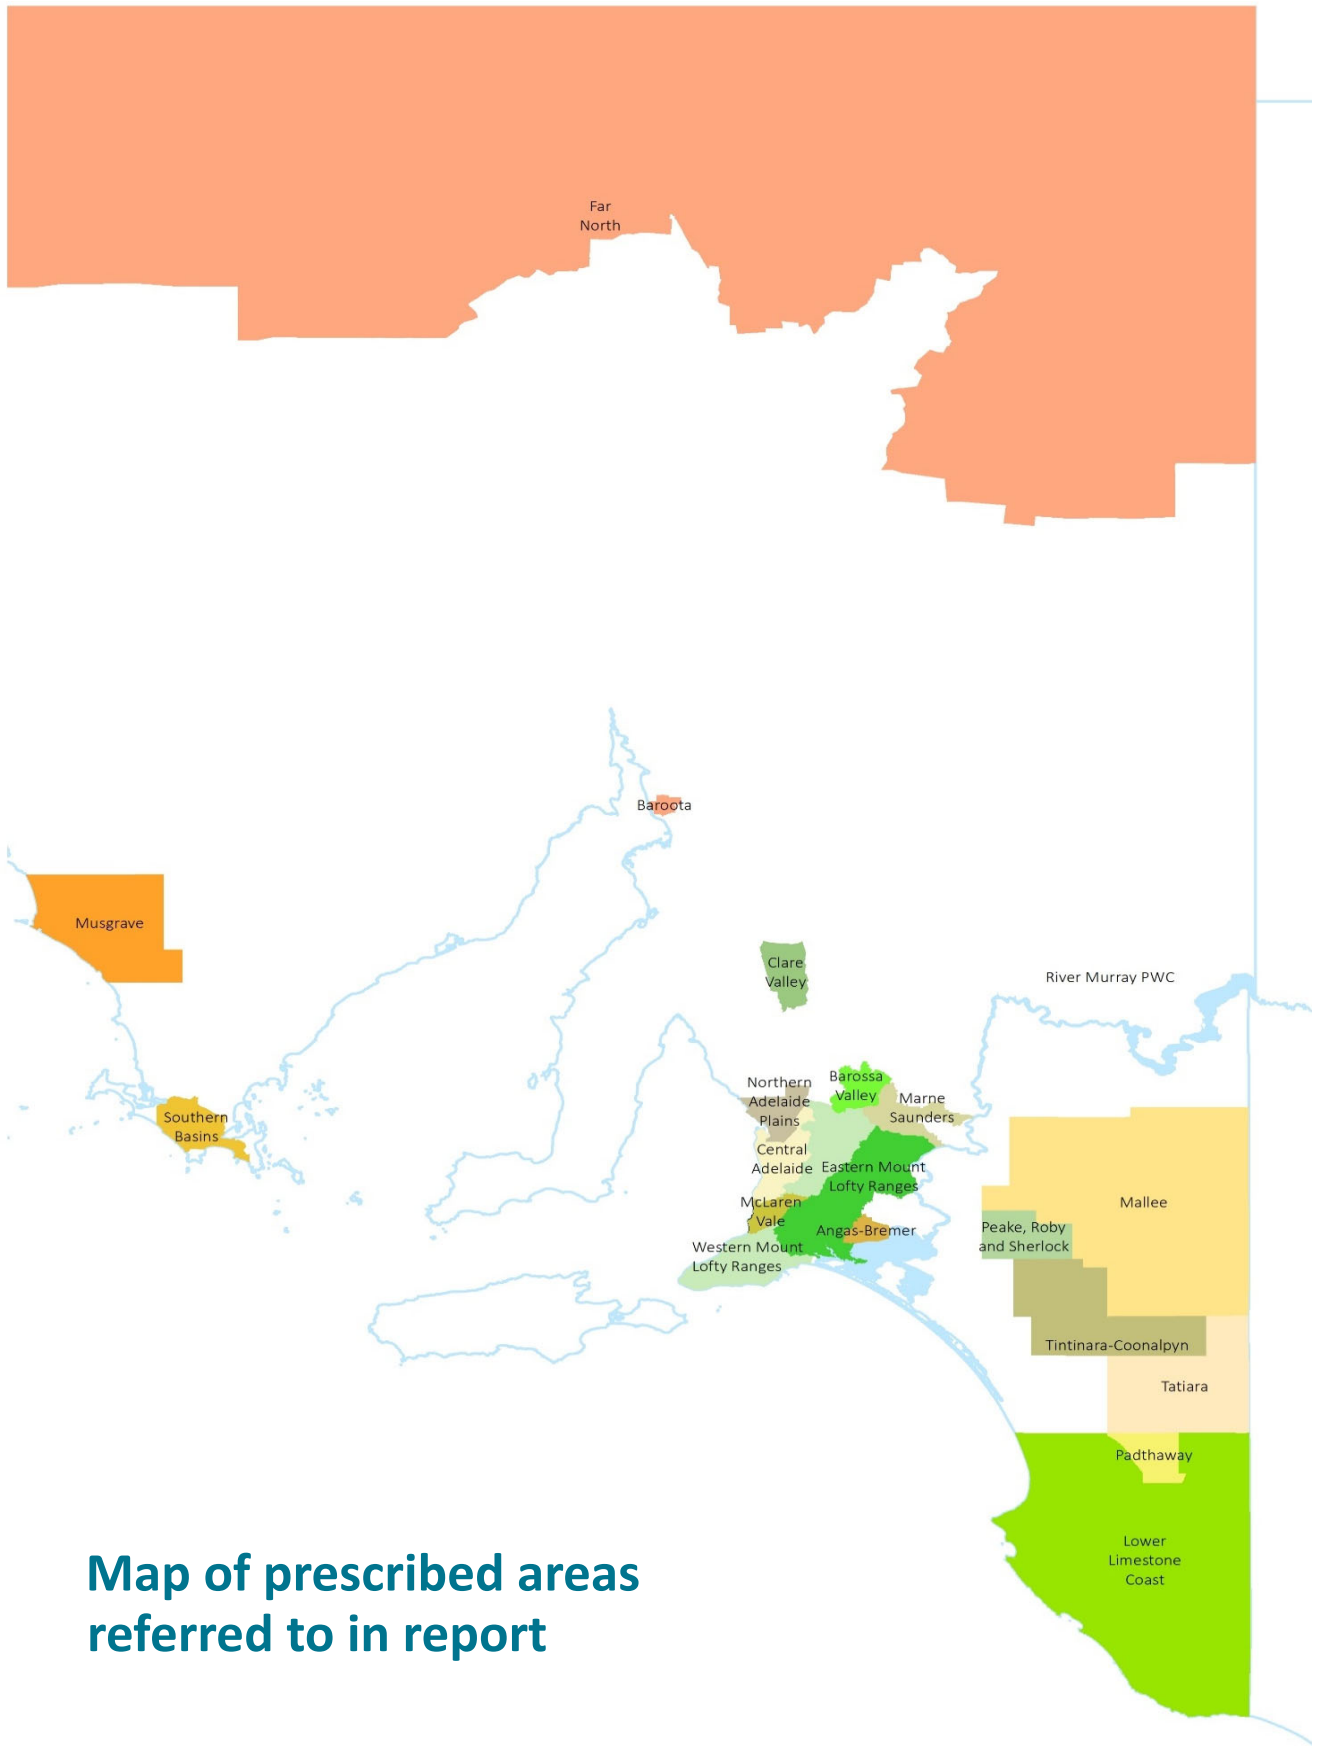 Far
North
Baroota
Musgrave
Clare
Valley
River Murray PWC
Southern
Basins
Northern
Adelaide
Plains
Barossa
Valley
Marne
Saunders
Central
Adelaide
Eastern Mount
Lofty Ranges
McLaren
Vale
Angas-Bremer
Western Mount
Lofty Ranges
Mallee
Peake, Roby
and Sherlock
Tintinara-Coonalpyn
Tatiara
Padthaway
Lower
Limestone
Coast
Map of prescribed areas
referred to in report